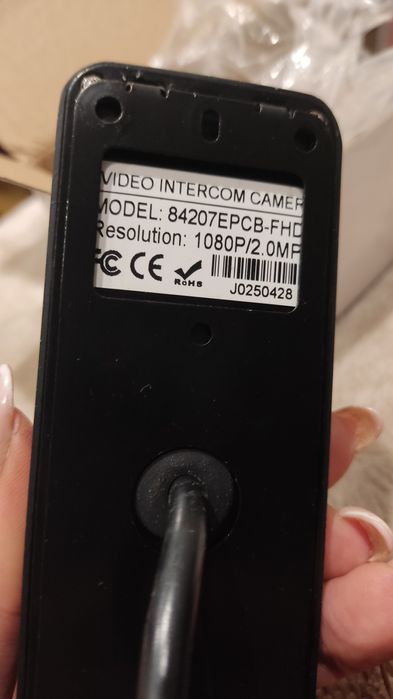 VIDEO INTERCOM CAMER
MODEL: 84207EPCB-FHD
Resolution: 1080P/2.0MP
FC CE RoHS
J0250428